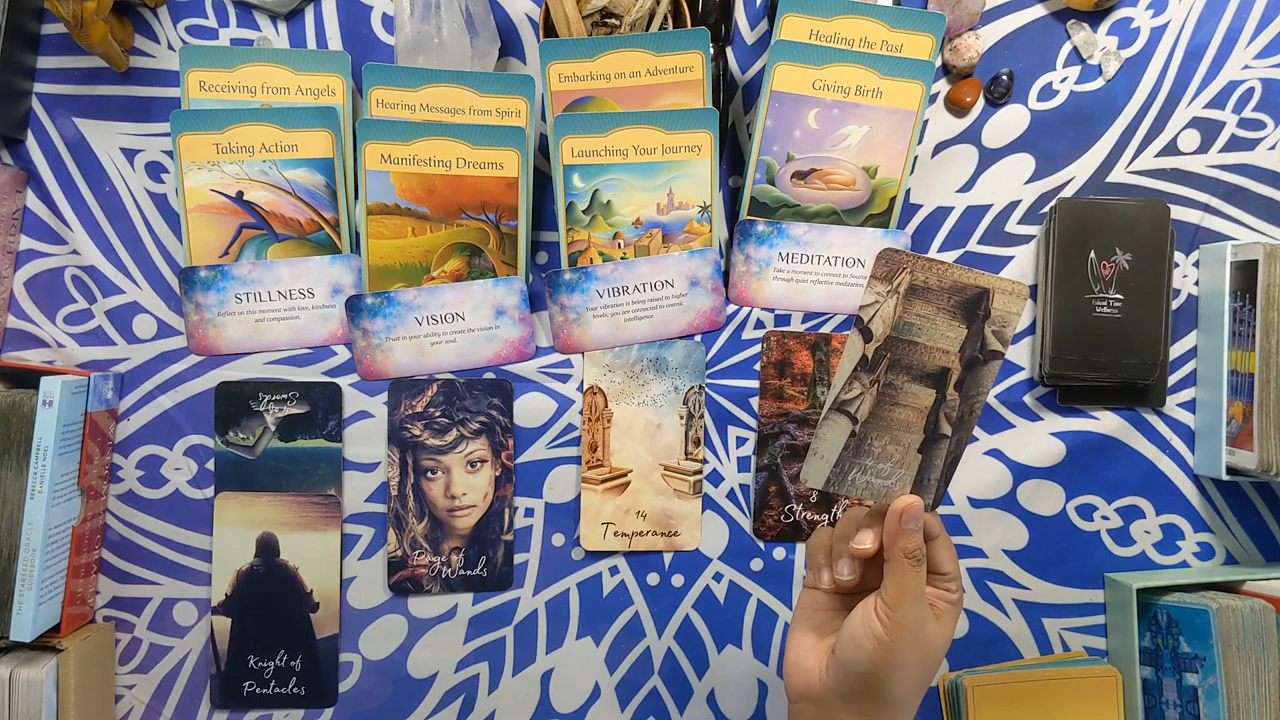 Healing the Past
Receiving from Angels
Hearing Messages from Spirit
Embarking on an Adventure
Giving Birth
Taking Action
Manifesting Dreams
Launching Your Journey
STILLNESS
Reflect on this moment with love, kindness
and compassion.
VISION
Trust in your ability to create the vision in
your soul.
VIBRATION
Your vibration is being raised to higher
levels; you are connected to cosmic
intelligence.
MEDITATION
Take a moment to connect to Source
through quiet reflective meditation.
Island Time
Wellness
of Swords
Knight of
Pentacles
Page of
Wands
14
Temperance
8
Strength
Wands
REBECCA CAMPBELL
DANIELLE NOEL
THE STARSEED ORACLE
GUIDEBOOK